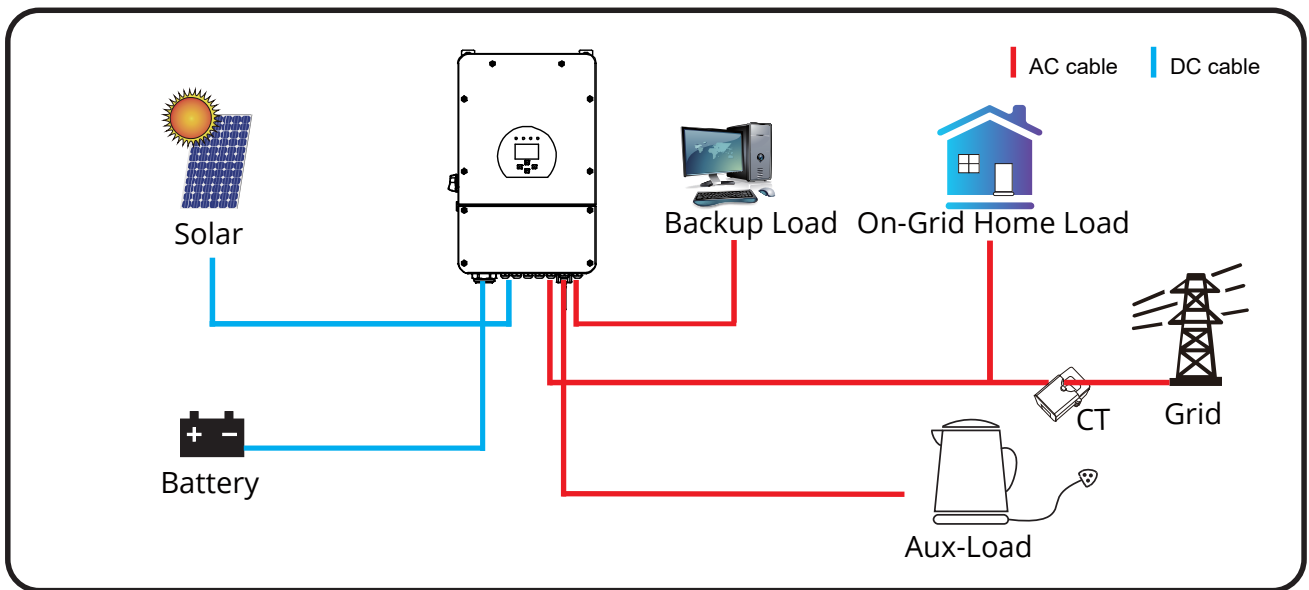 AC cable
DC cable
Solar
Backup Load
On-Grid Home Load
CT
Grid
+ −
Battery
Aux-Load